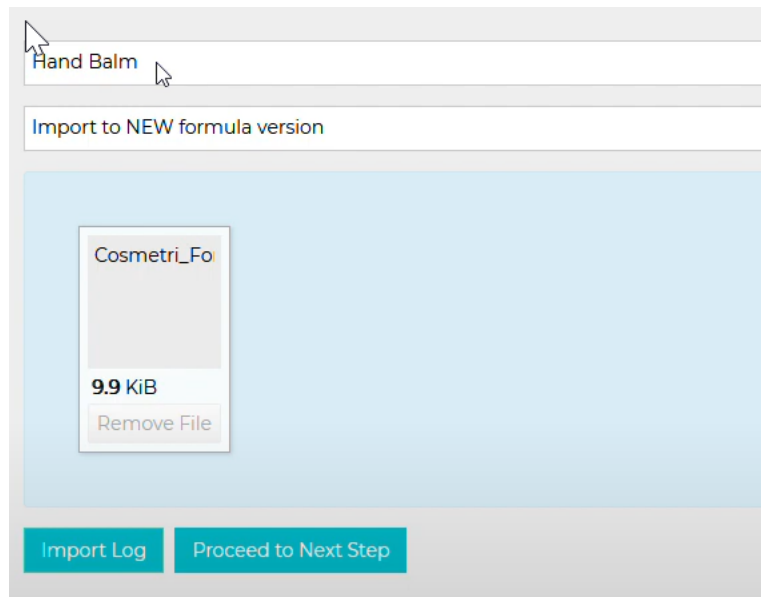 Hand Balm
Import to NEW formula version
Cosmetri_Fo
9.9 KiB
Remove File
Import Log
Proceed to Next Step